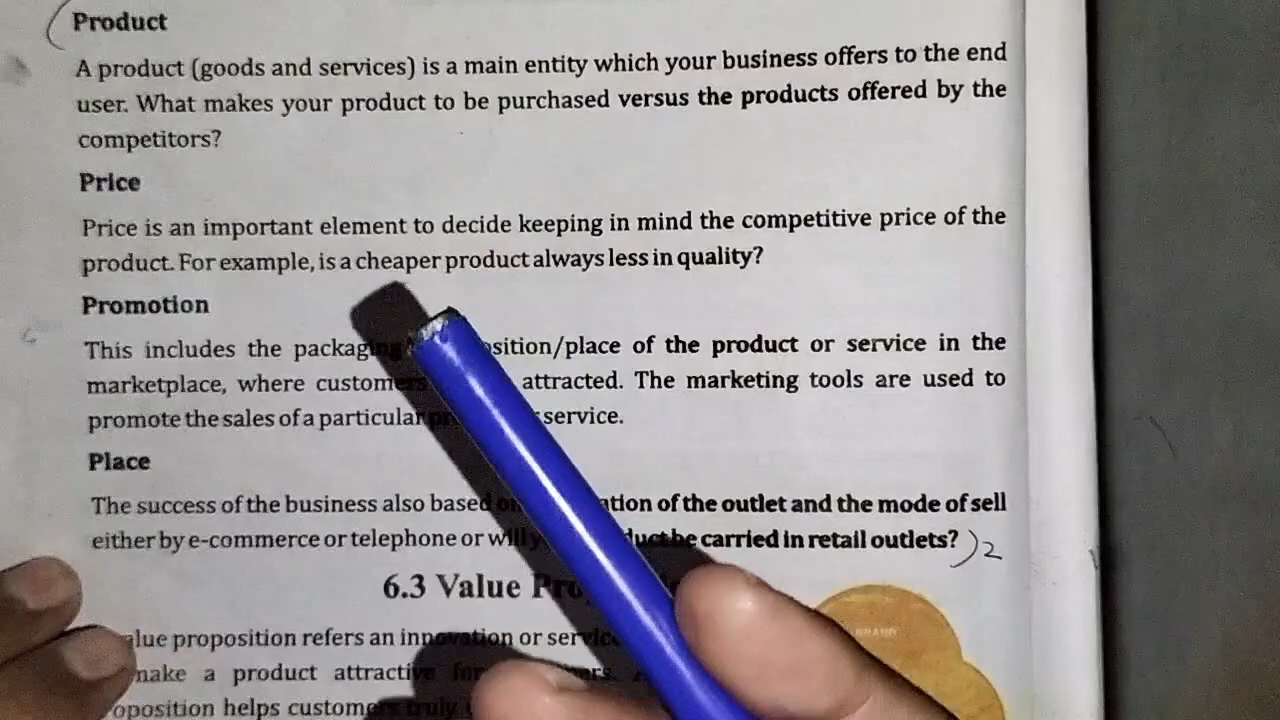 Product
A product (goods and services) is a main entity which your business offers to the end
user. What makes your product to be purchased versus the products offered by the
competitors?
Price
Price is an important element to decide keeping in mind the competitive price of the
product. For example, is a cheaper product always less in quality?
Promotion
This includes the packaging sition/place of the product or service in the
marketplace, where customers attracted. The marketing tools are used to
promote the sales of a particular service.
Place
The success of the business also based on ation of the outlet and the mode of sell
either by e-commerce or telephone or will be carried in retail outlets? )2
6.3 Value
alue proposition refers an innovation or
make a product attractive for
oposition helps customers truly
BRAND